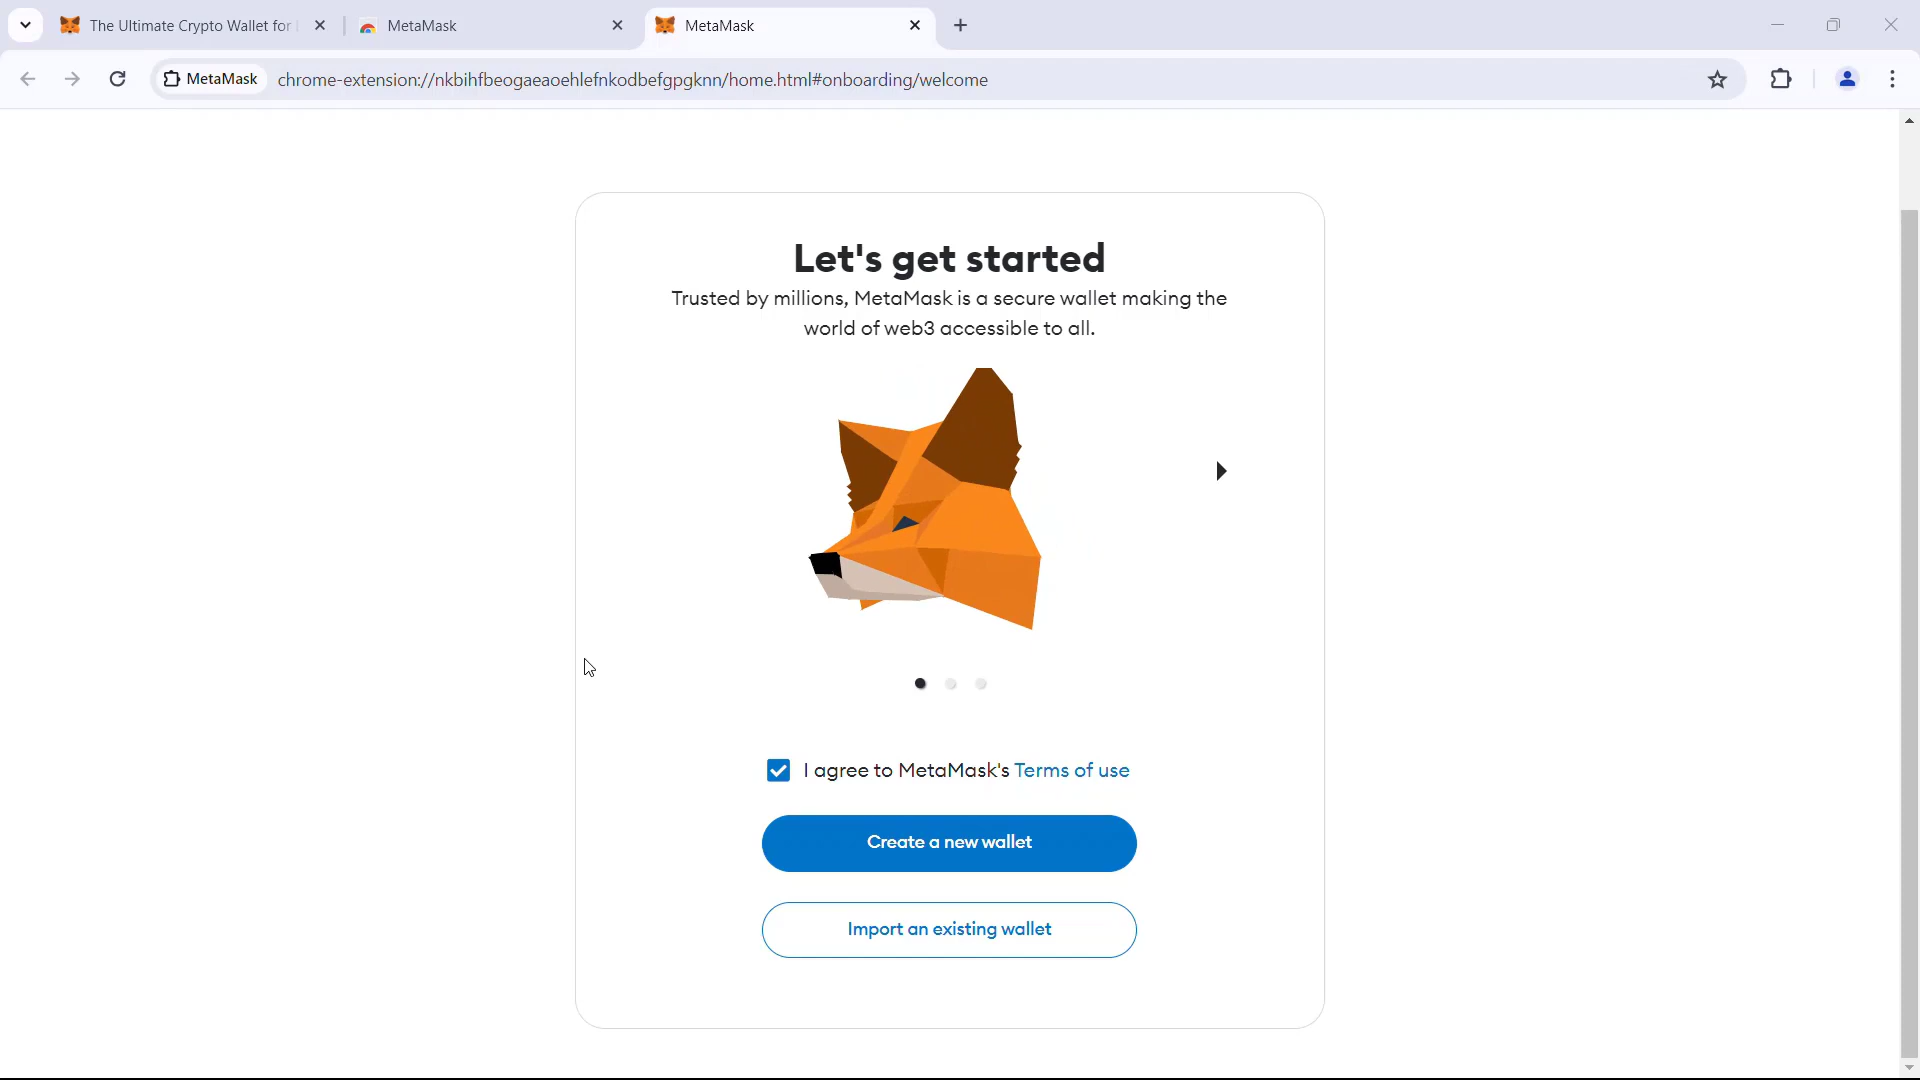 The Ultimate Crypto Wallet for
MetaMask
MetaMask
MetaMask
chrome-extension://nkbihfbeogaeaoehlefnkodbefgpgknn/home.html#onboarding/welcome
Let's get started
Trusted by millions, MetaMask is a secure wallet making the
world of web3 accessible to all.
I agree to MetaMask's Terms of use
Create a new wallet
Import an existing wallet